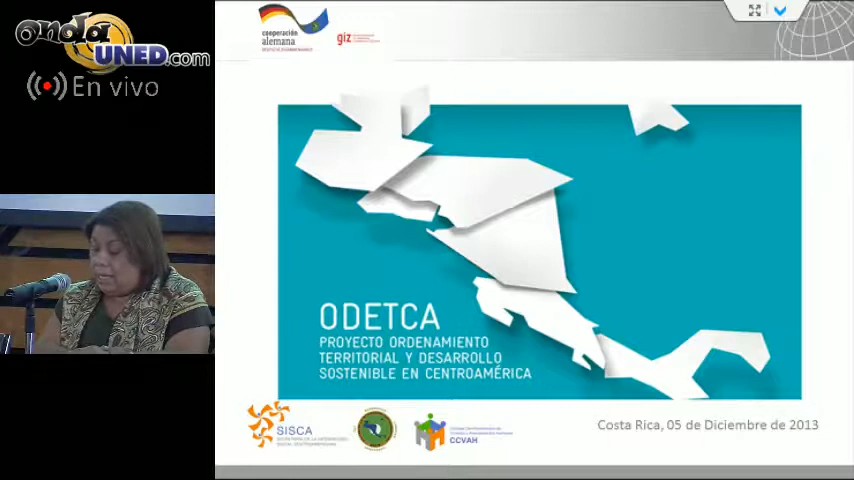 onda
UNED.com
En vivo
cooperación
alemana
giz
ODETCA
PROYECTO ORDENAMIENTO
TERRITORIAL Y DESARROLLO
SOSTENIBLE EN CENTROAMÉRICA
SISCA
CCVAH
Costa Rica, 05 de Diciembre de 2013